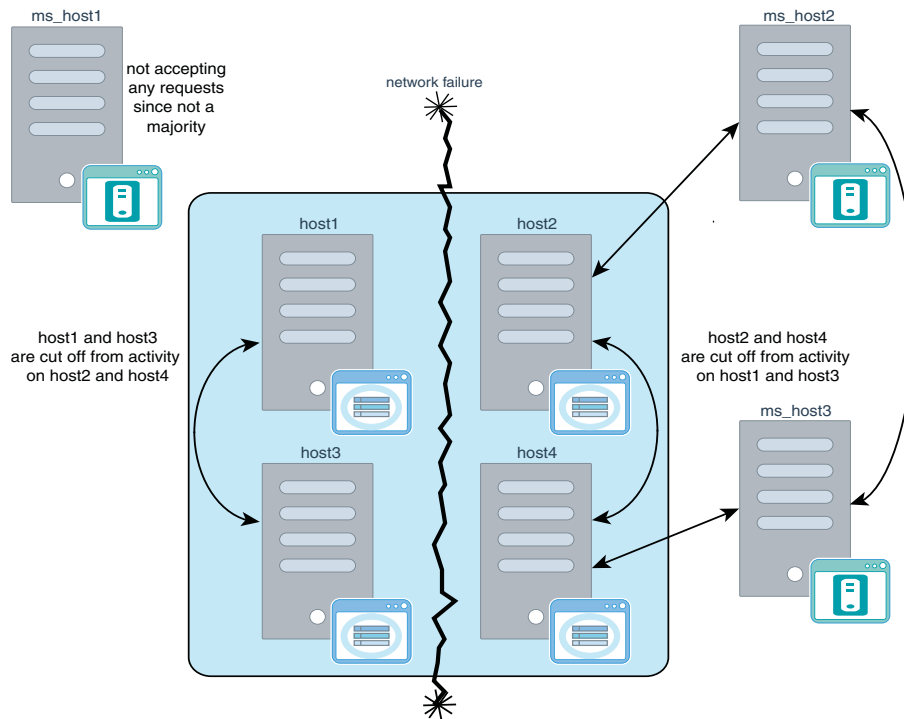 ms_host1
ms_host2
not accepting
any requests
since not a
majority
network failure
host1
host2
host1 and host3
are cut off from activity
on host2 and host4
host2 and host4
are cut off from activity
on host1 and host3
ms_host3
host3
host4